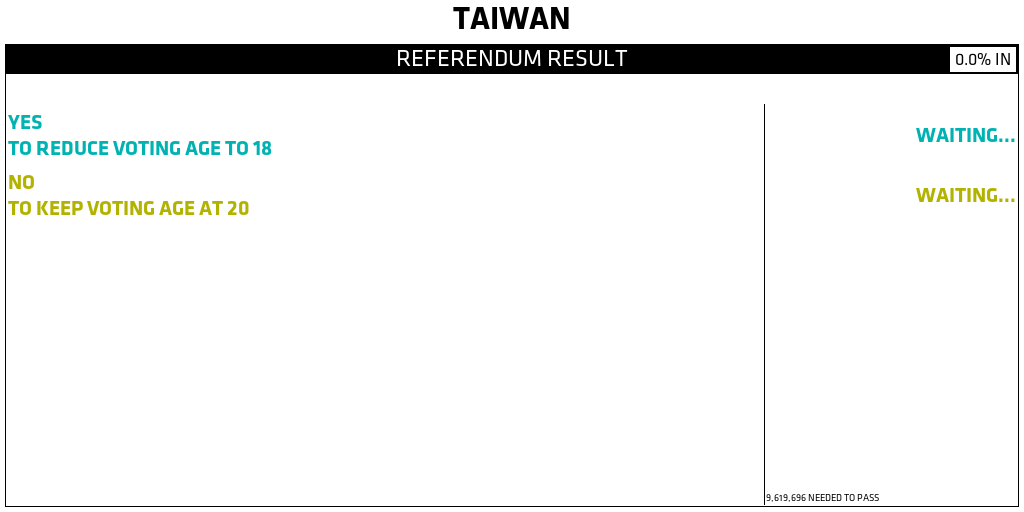 TAIWAN
REFERENDUM RESULT
0.0% IN
YES
TO REDUCE VOTING AGE TO 18
WAITING...
NO
TO KEEP VOTING AGE AT 20
WAITING...
9,619,696 NEEDED TO PASS